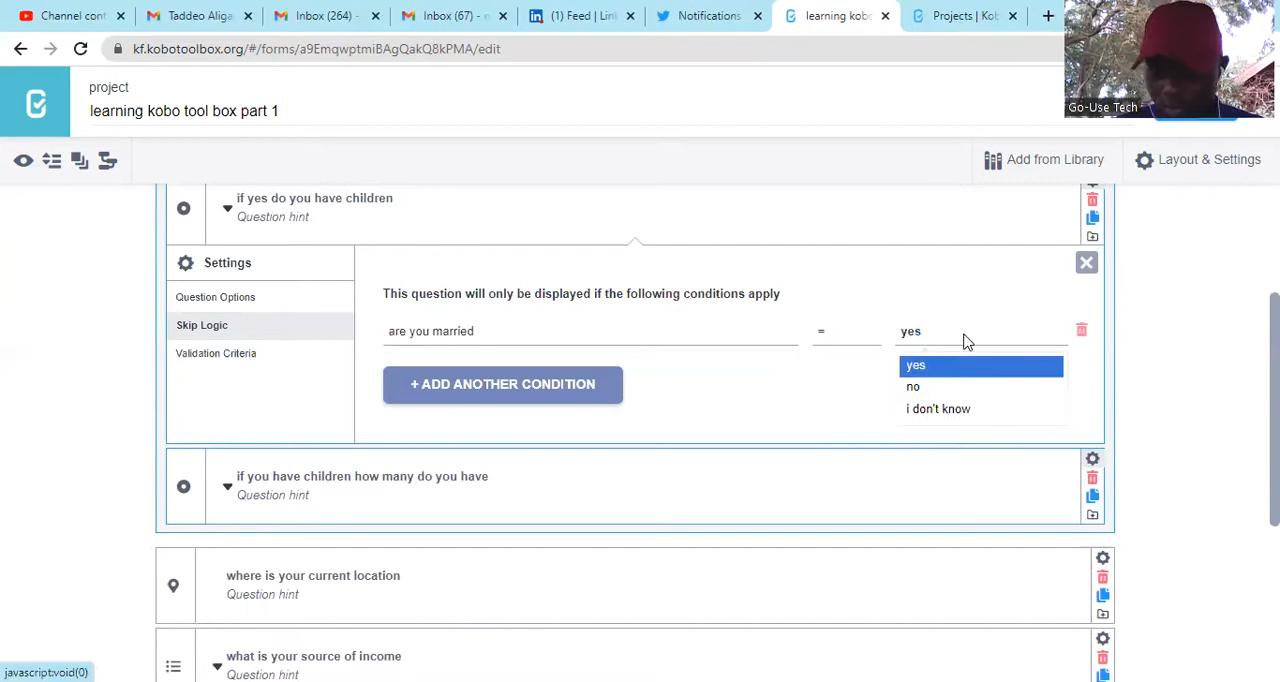 Channel cont
Taddeo Aligar
Inbox (264) -
Inbox (67) - e
(1) Feed | Link
Notifications
learning kobo
Projects | Kob
kf.kobotoolbox.org/#/forms/a9EmqwptmiBAgQakQ8kPMA/edit
Go-Use Tech
project
learning kobo tool box part 1
Add from Library
Layout & Settings
if yes do you have children
Question hint
Settings
Question Options
Skip Logic
Validation Criteria
This question will only be displayed if the following conditions apply
are you married
=
yes
+ ADD ANOTHER CONDITION
yes
no
i don't know
if you have children how many do you have
Question hint
where is your current location
Question hint
what is your source of income
Question hint
javascript:void(0)